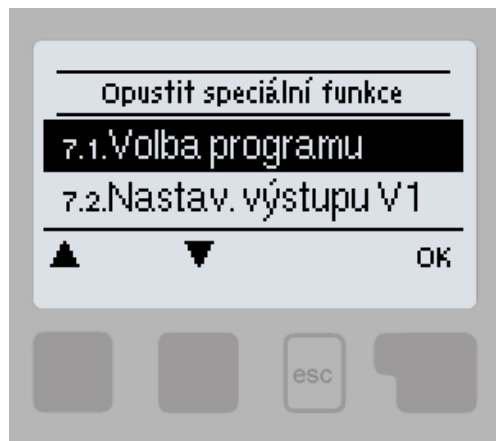 Opustit speciální funkce
7.1.Volba programu
7.2.Nastav. výstupu V1
OK
esc